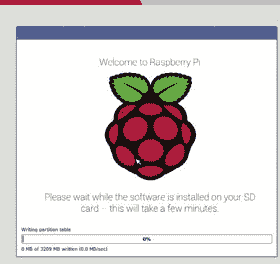 Welcome to Raspberry Pi
Please wait while the software is installed on your SD
card -- this will take a few minutes.
Writing partition table
0%
0 MB of 3209 MB written (0.0 MB/sec)